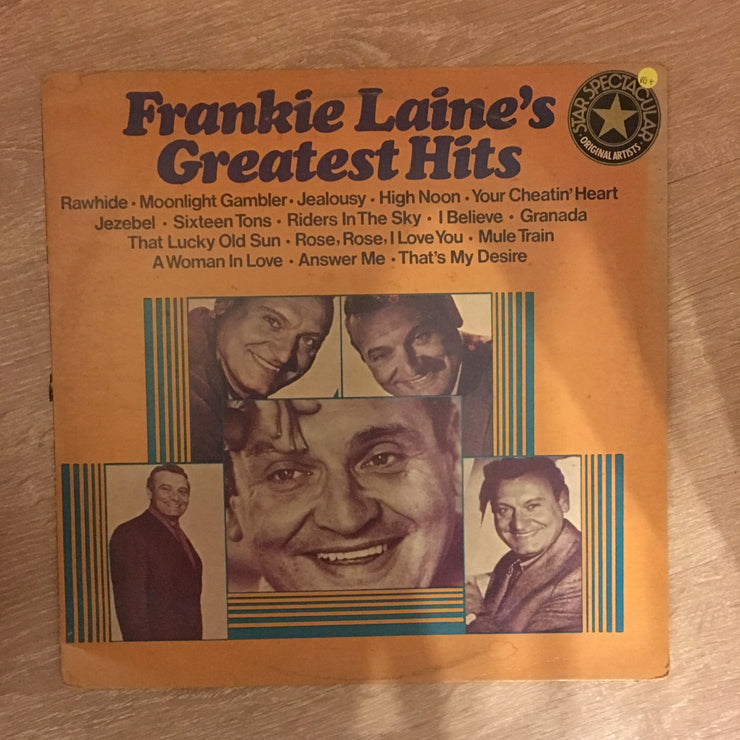 Frankie Laine's
Greatest Hits
VG+
STAR SPECTACULAR
·ORIGINAL ARTISTS·
Rawhide · Moonlight Gambler · Jealousy · High Noon · Your Cheatin' Heart
Jezebel · Sixteen Tons · Riders In The Sky · I Believe · Granada
That Lucky Old Sun · Rose, Rose, I Love You · Mule Train
A Woman In Love · Answer Me · That's My Desire